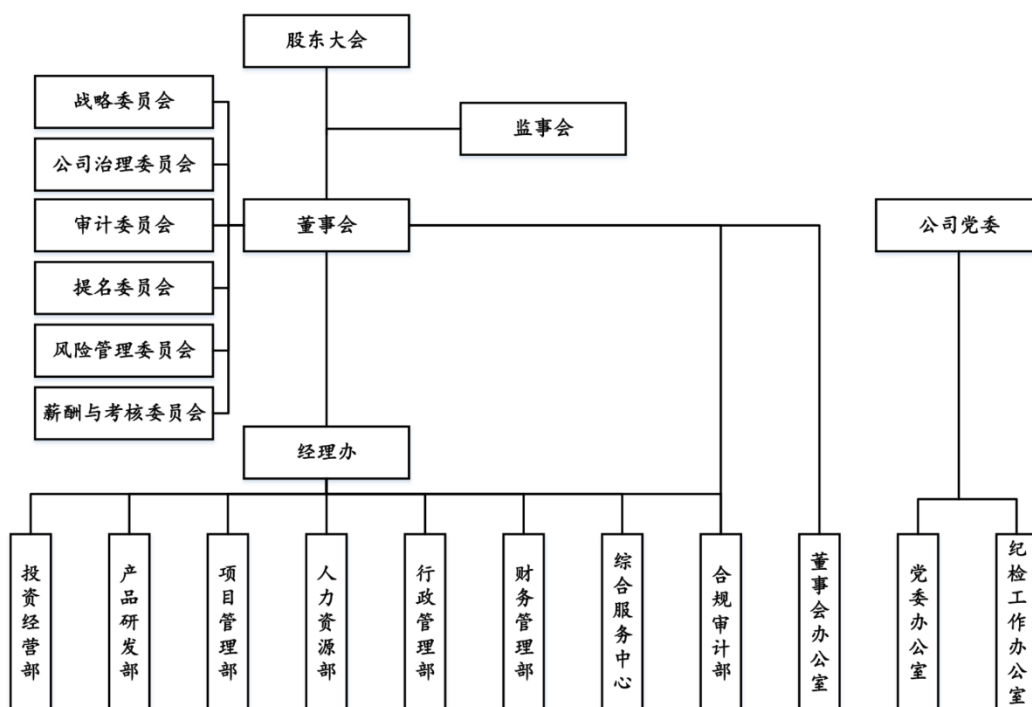 股东大会
战略委员会
监事会
公司治理委员会
审计委员会
董事会
公司党委
提名委员会
风险管理委员会
薪酬与考核委员会
经理办
投资经营部
产品研发部
项目管理部
人力资源部
行政管理部
财务管理部
综合服务中心
合规审计部
董事会办公室
党委办公室
纪检工作办公室